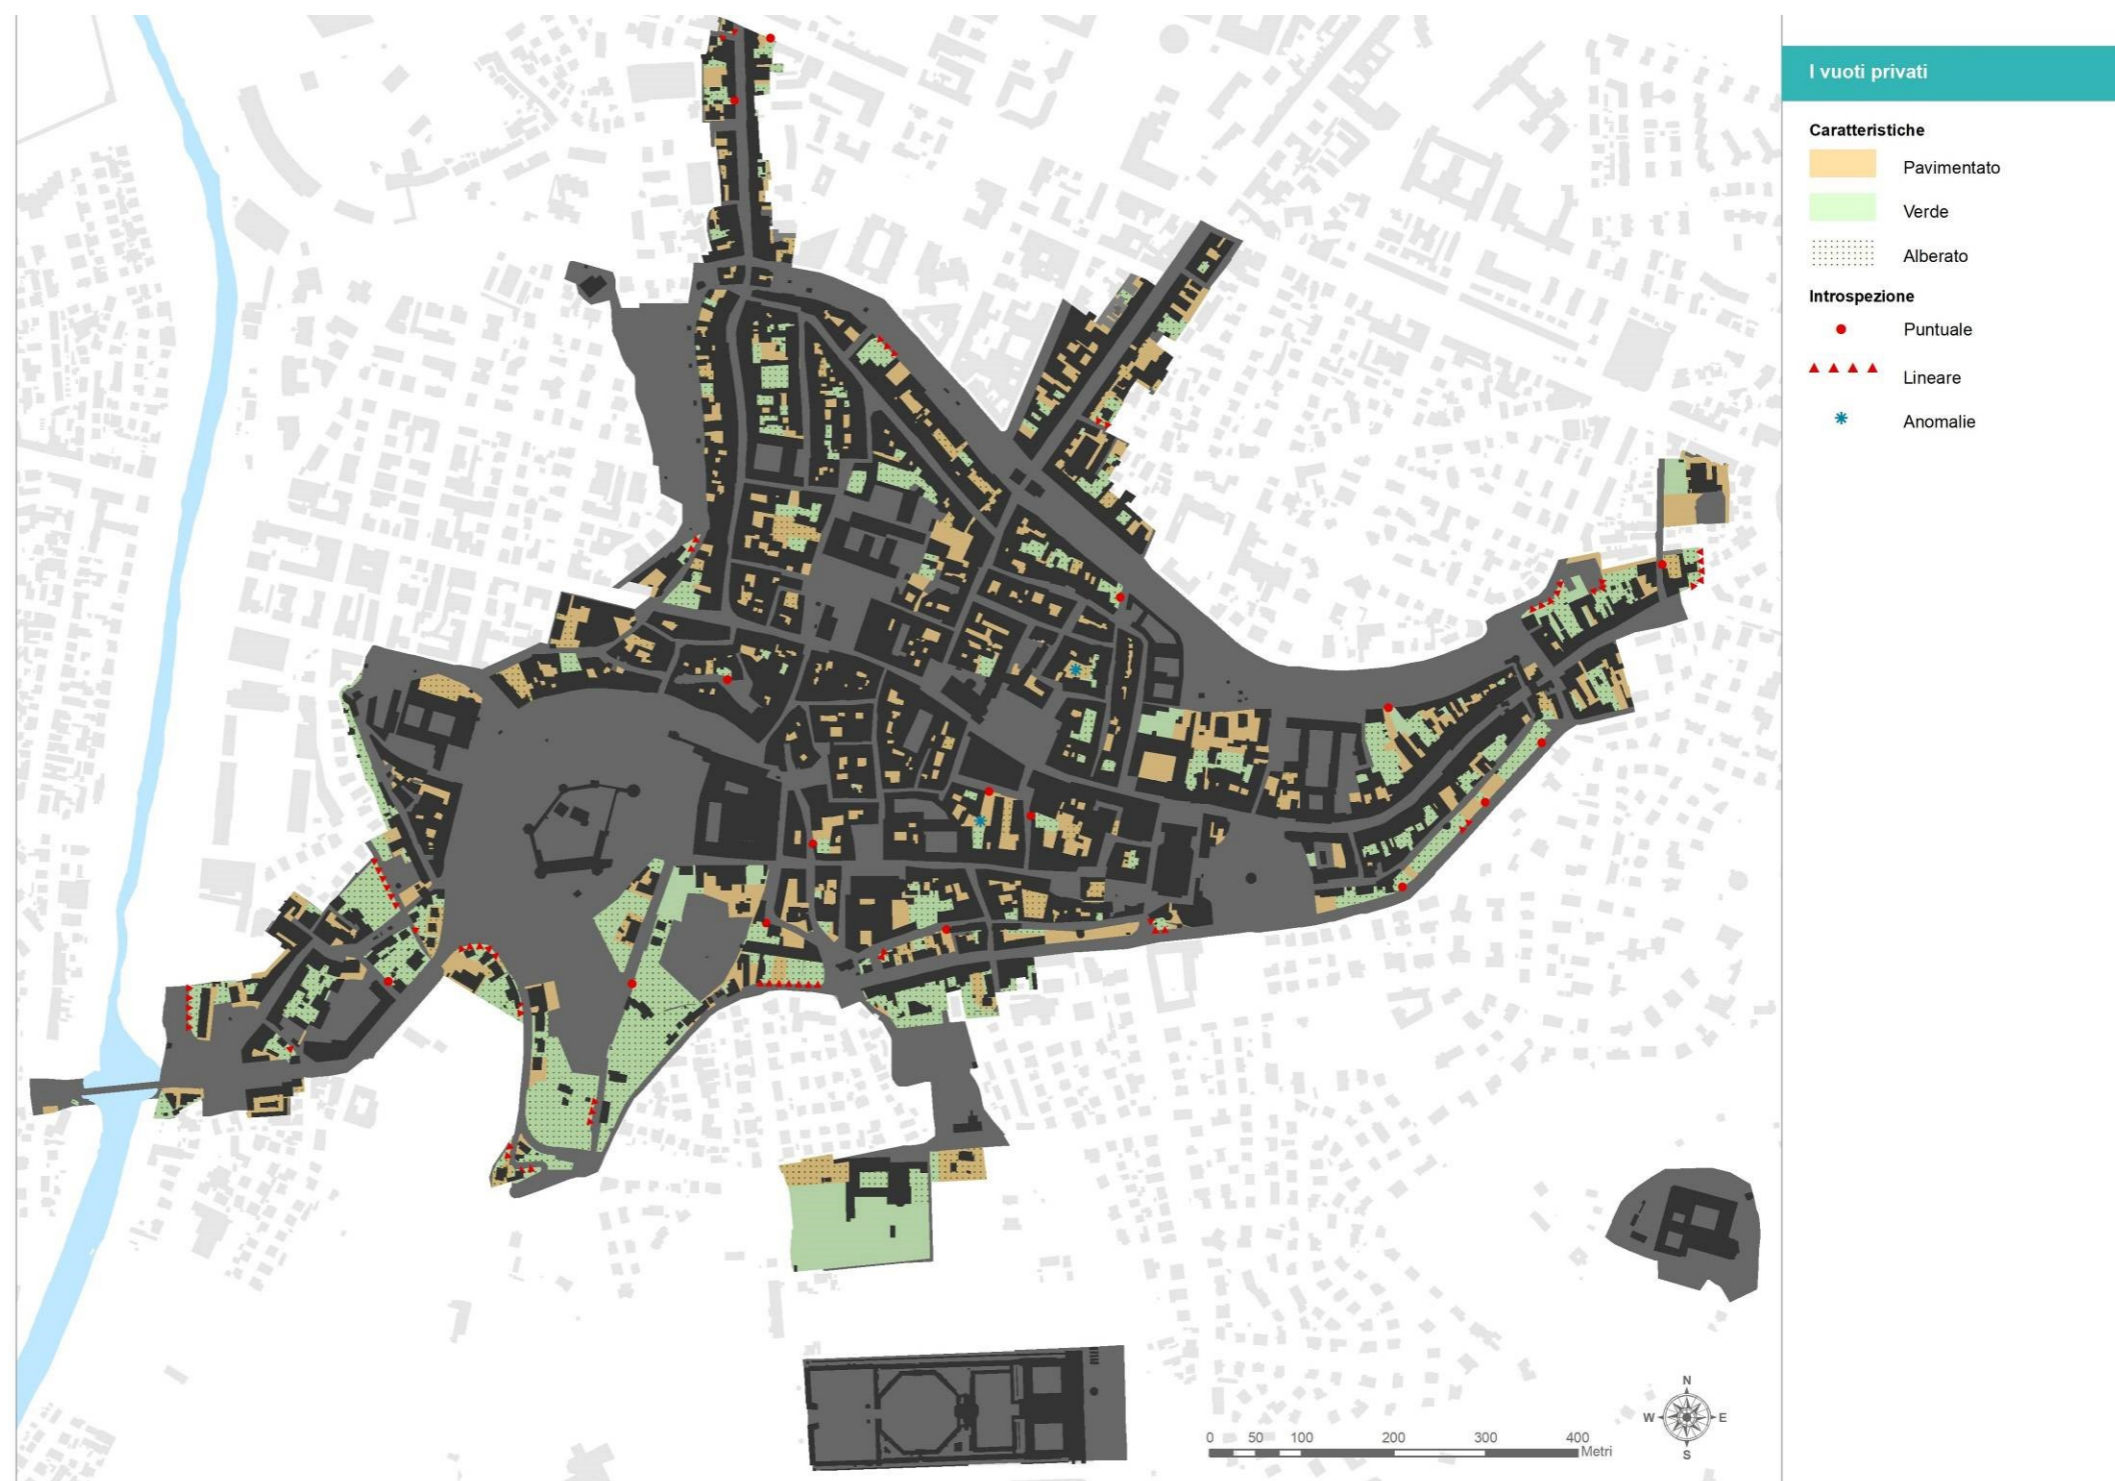 I vuoti privati
Caratteristiche
Pavimentato
Verde
Alberato
Introspezione
Puntuale
Lineare
Anomalie
N
W E
S
0 50 100 200 300 400
Metri